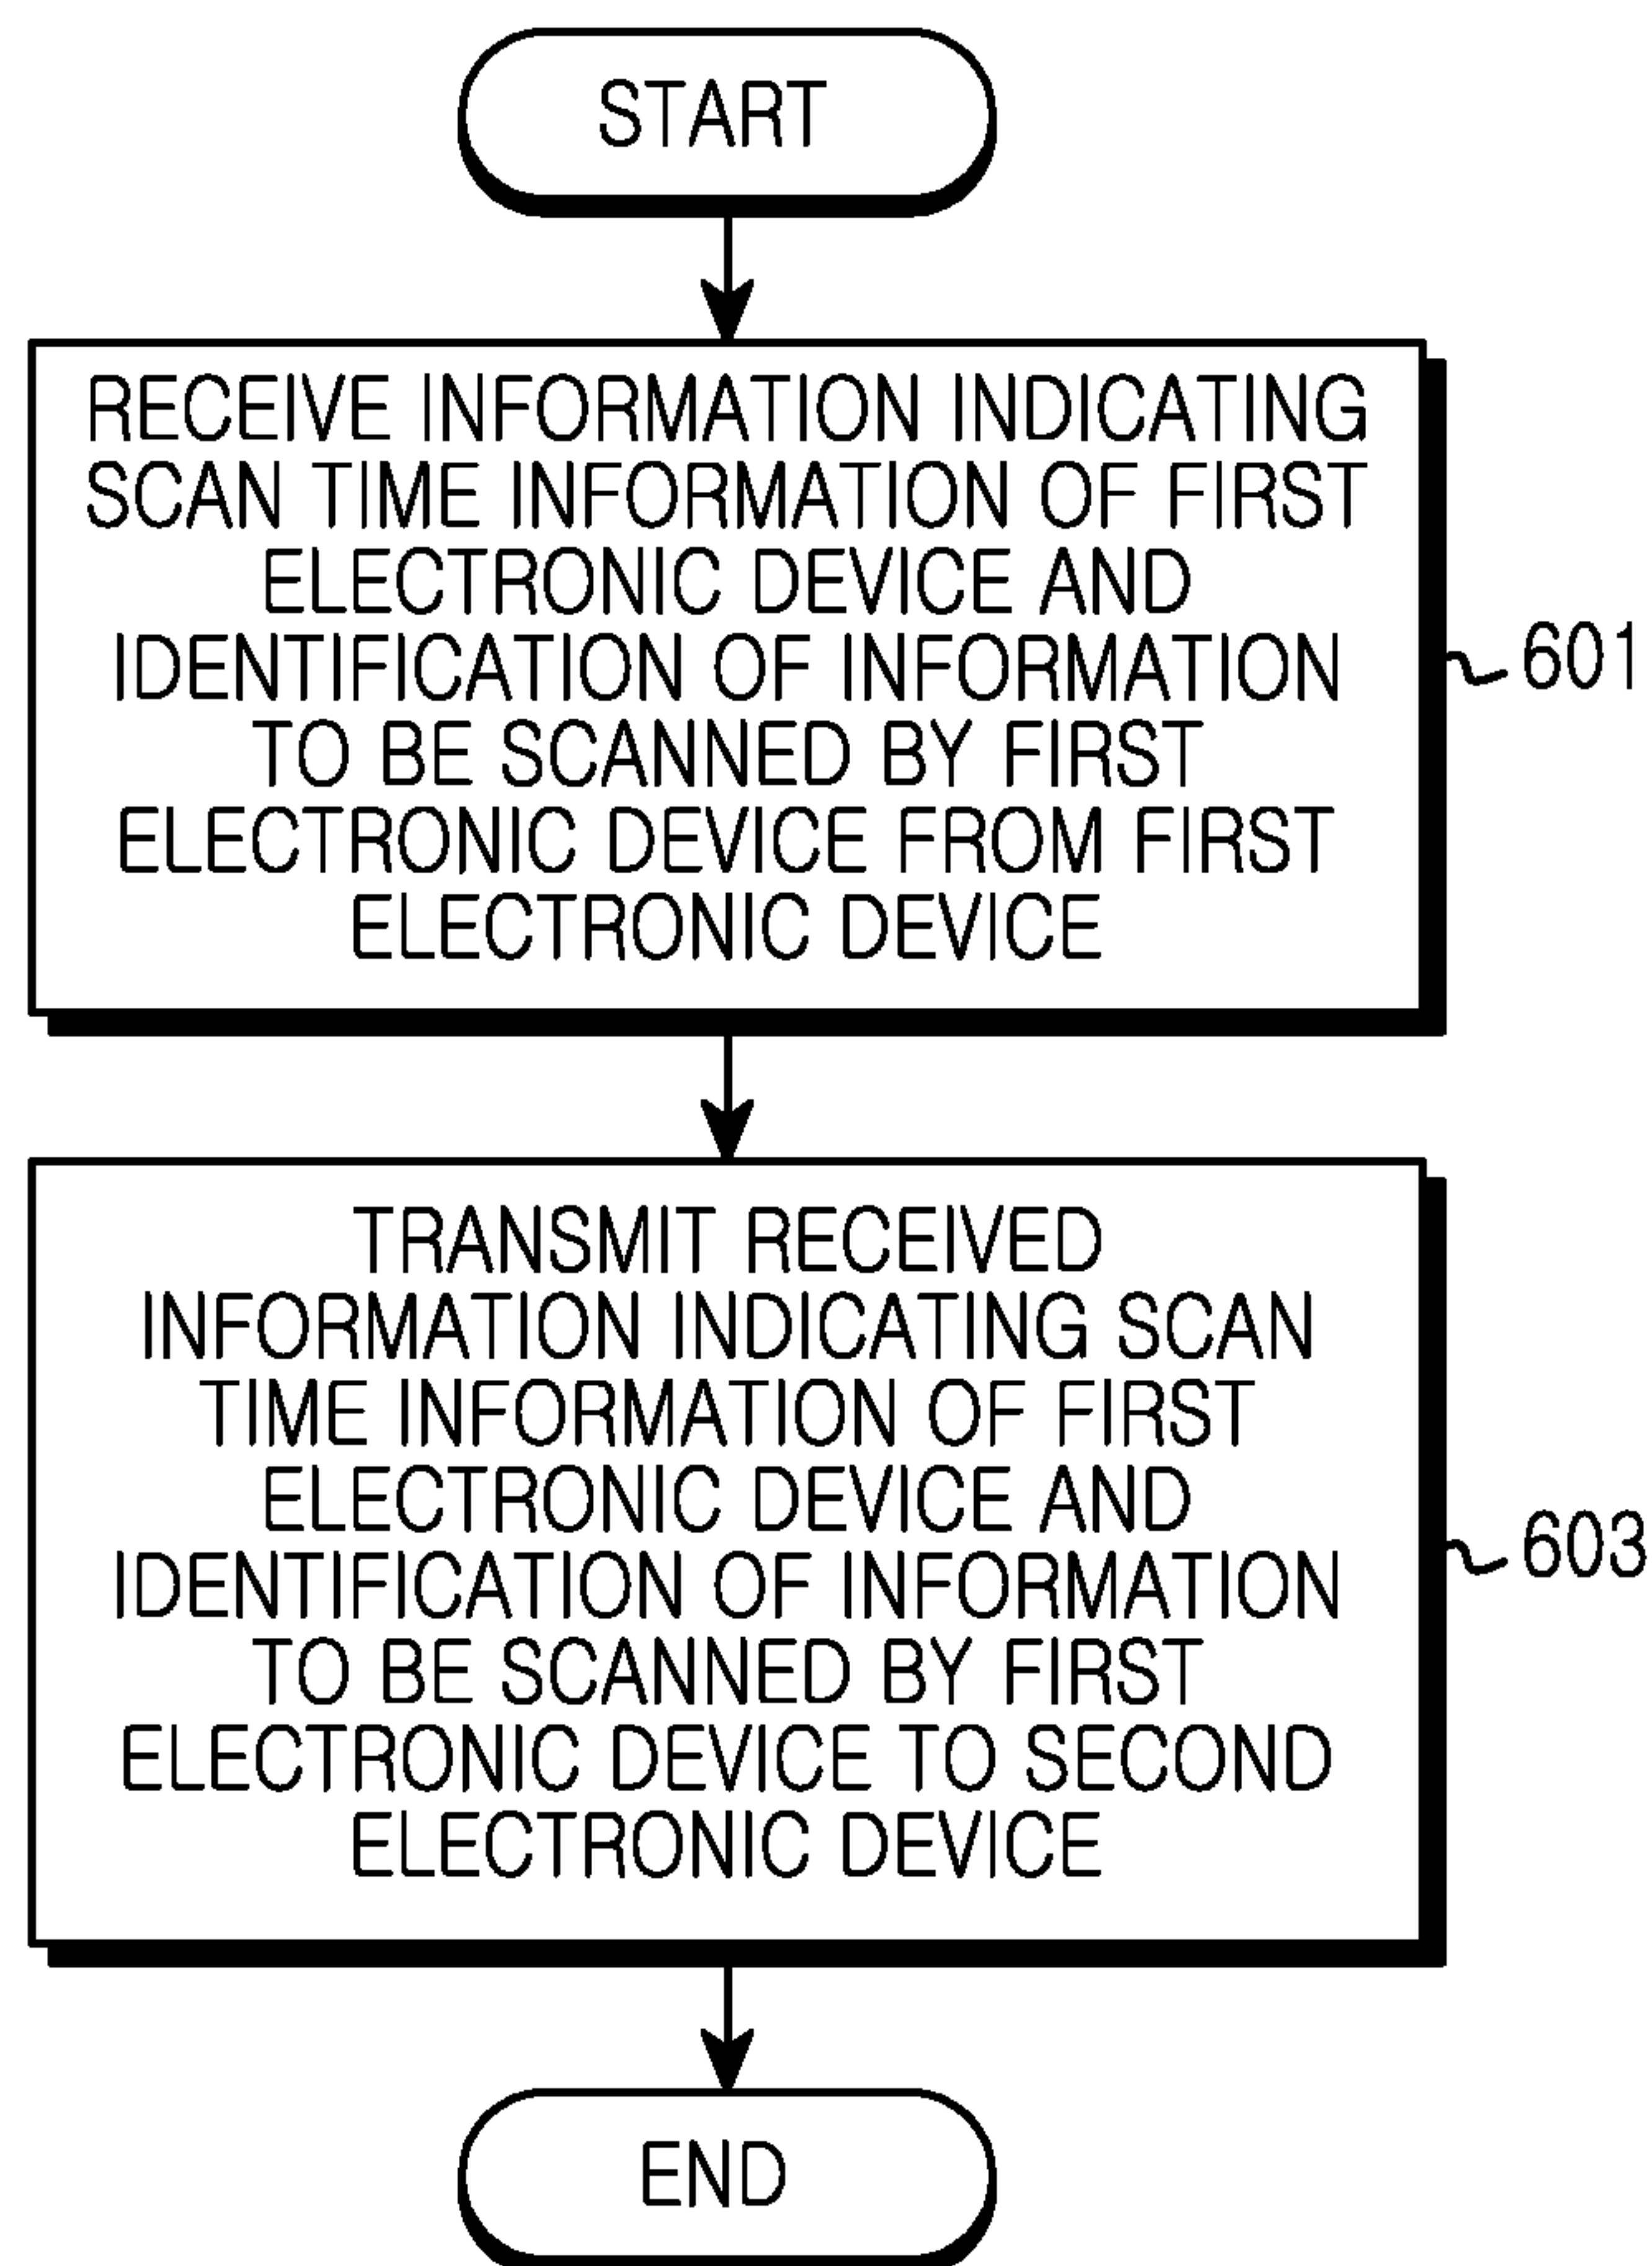 START
RECEIVE INFORMATION INDICATING
SCAN TIME INFORMATION OF FIRST
ELECTRONIC DEVICE AND
IDENTIFICATION OF INFORMATION
TO BE SCANNED BY FIRST
ELECTRONIC DEVICE FROM FIRST
ELECTRONIC DEVICE
601
TRANSMIT RECEIVED
INFORMATION INDICATING SCAN
TIME INFORMATION OF FIRST
ELECTRONIC DEVICE AND
IDENTIFICATION OF INFORMATION
TO BE SCANNED BY FIRST
ELECTRONIC DEVICE TO SECOND
ELECTRONIC DEVICE
603
END